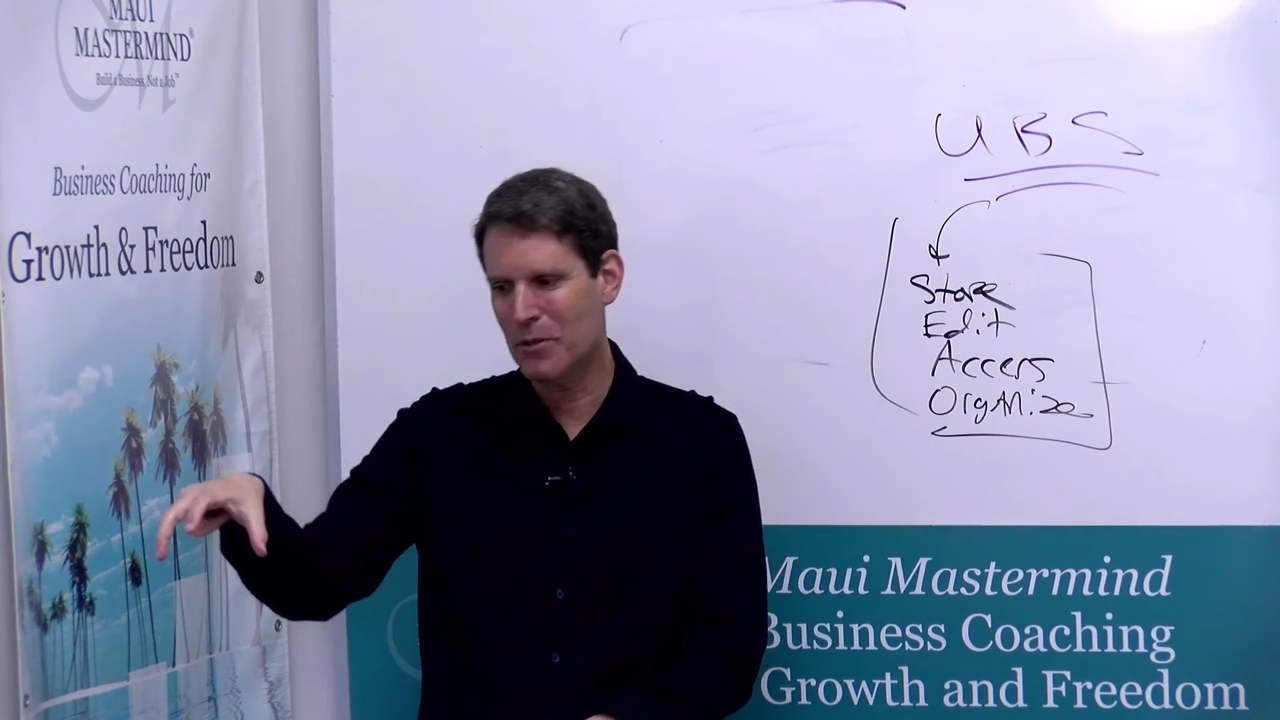 MAUI
MASTERMIND®
Build a Business, Not a Job™
Business Coaching for
Growth & Freedom
UBS
Store
Edit
Access
Organize
Maui Mastermind
Business Coaching
Growth and Freedom